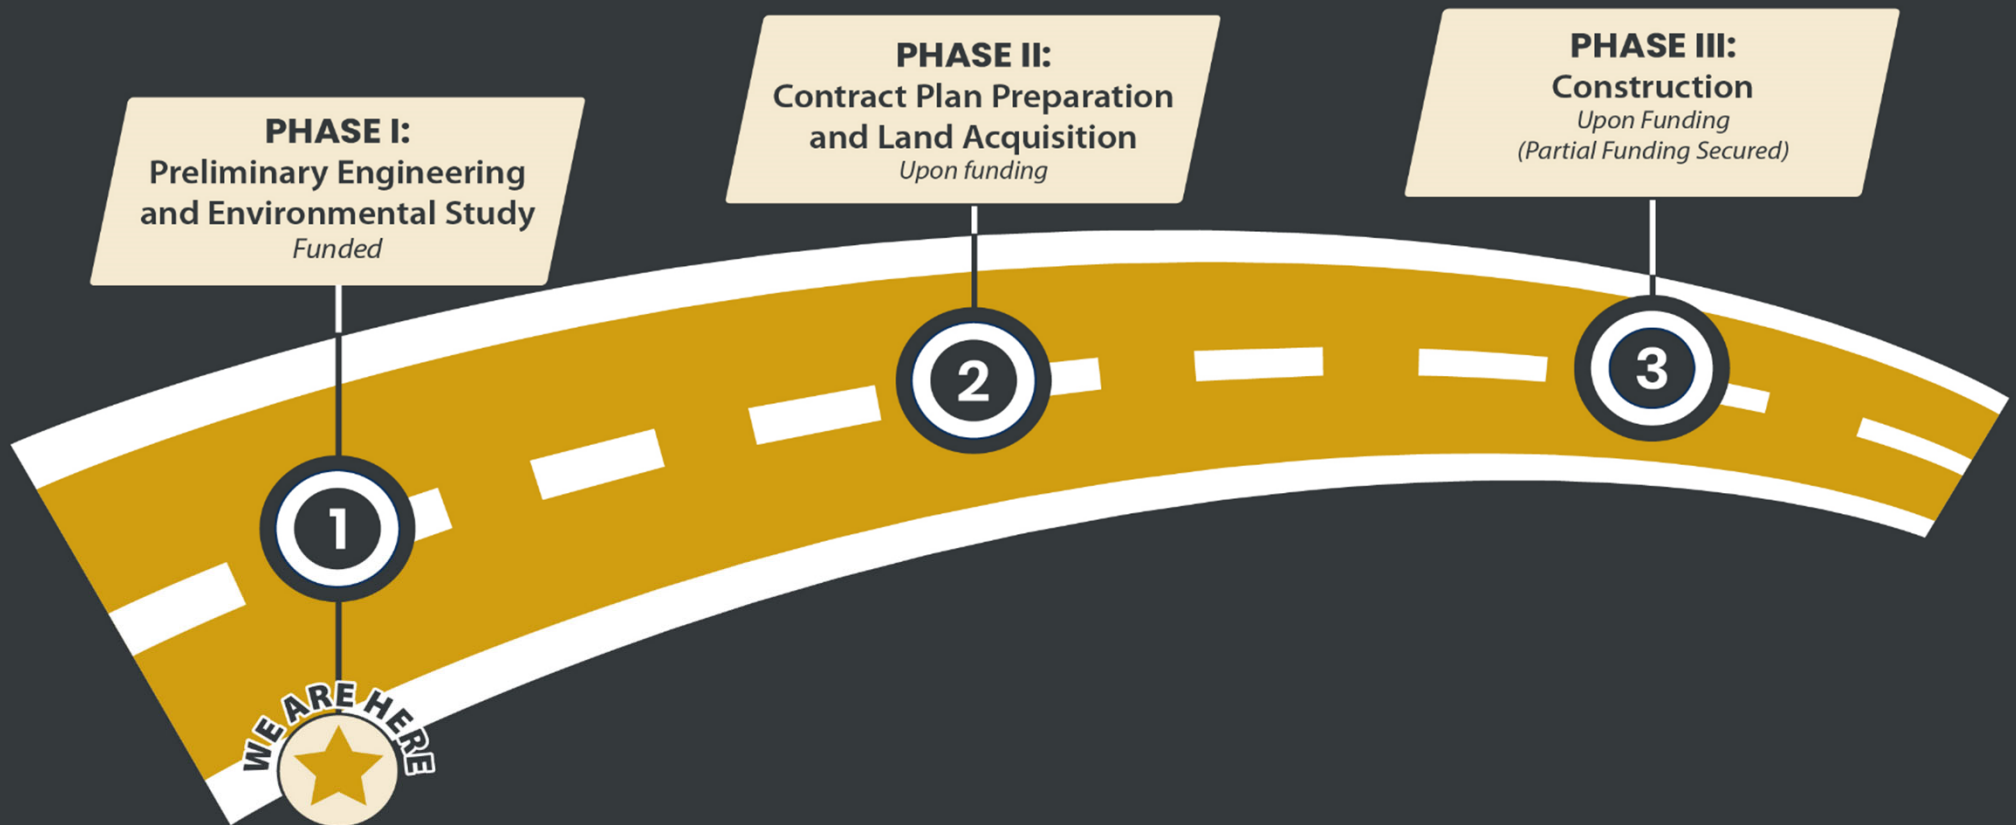 PHASE I:
Preliminary Engineering
and Environmental Study
Funded
PHASE II:
Contract Plan Preparation
and Land Acquisition
Upon funding
PHASE III:
Construction
Upon Funding
(Partial Funding Secured)
1
2
3
WE ARE HERE